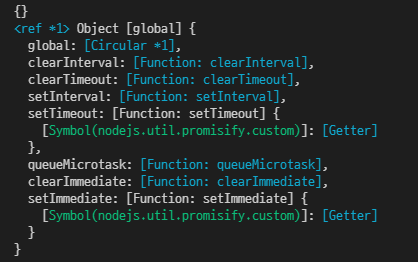 {}
<ref *1> Object [global] {
  global: [Circular *1],
  clearInterval: [Function: clearInterval],
  clearTimeout: [Function: clearTimeout],
  setInterval: [Function: setInterval],
  setTimeout: [Function: setTimeout] {
    [Symbol(nodejs.util.promisify.custom)]: [Getter]
  },
  queueMicrotask: [Function: queueMicrotask],
  clearImmediate: [Function: clearImmediate],
  setImmediate: [Function: setImmediate] {
    [Symbol(nodejs.util.promisify.custom)]: [Getter]
  }
}